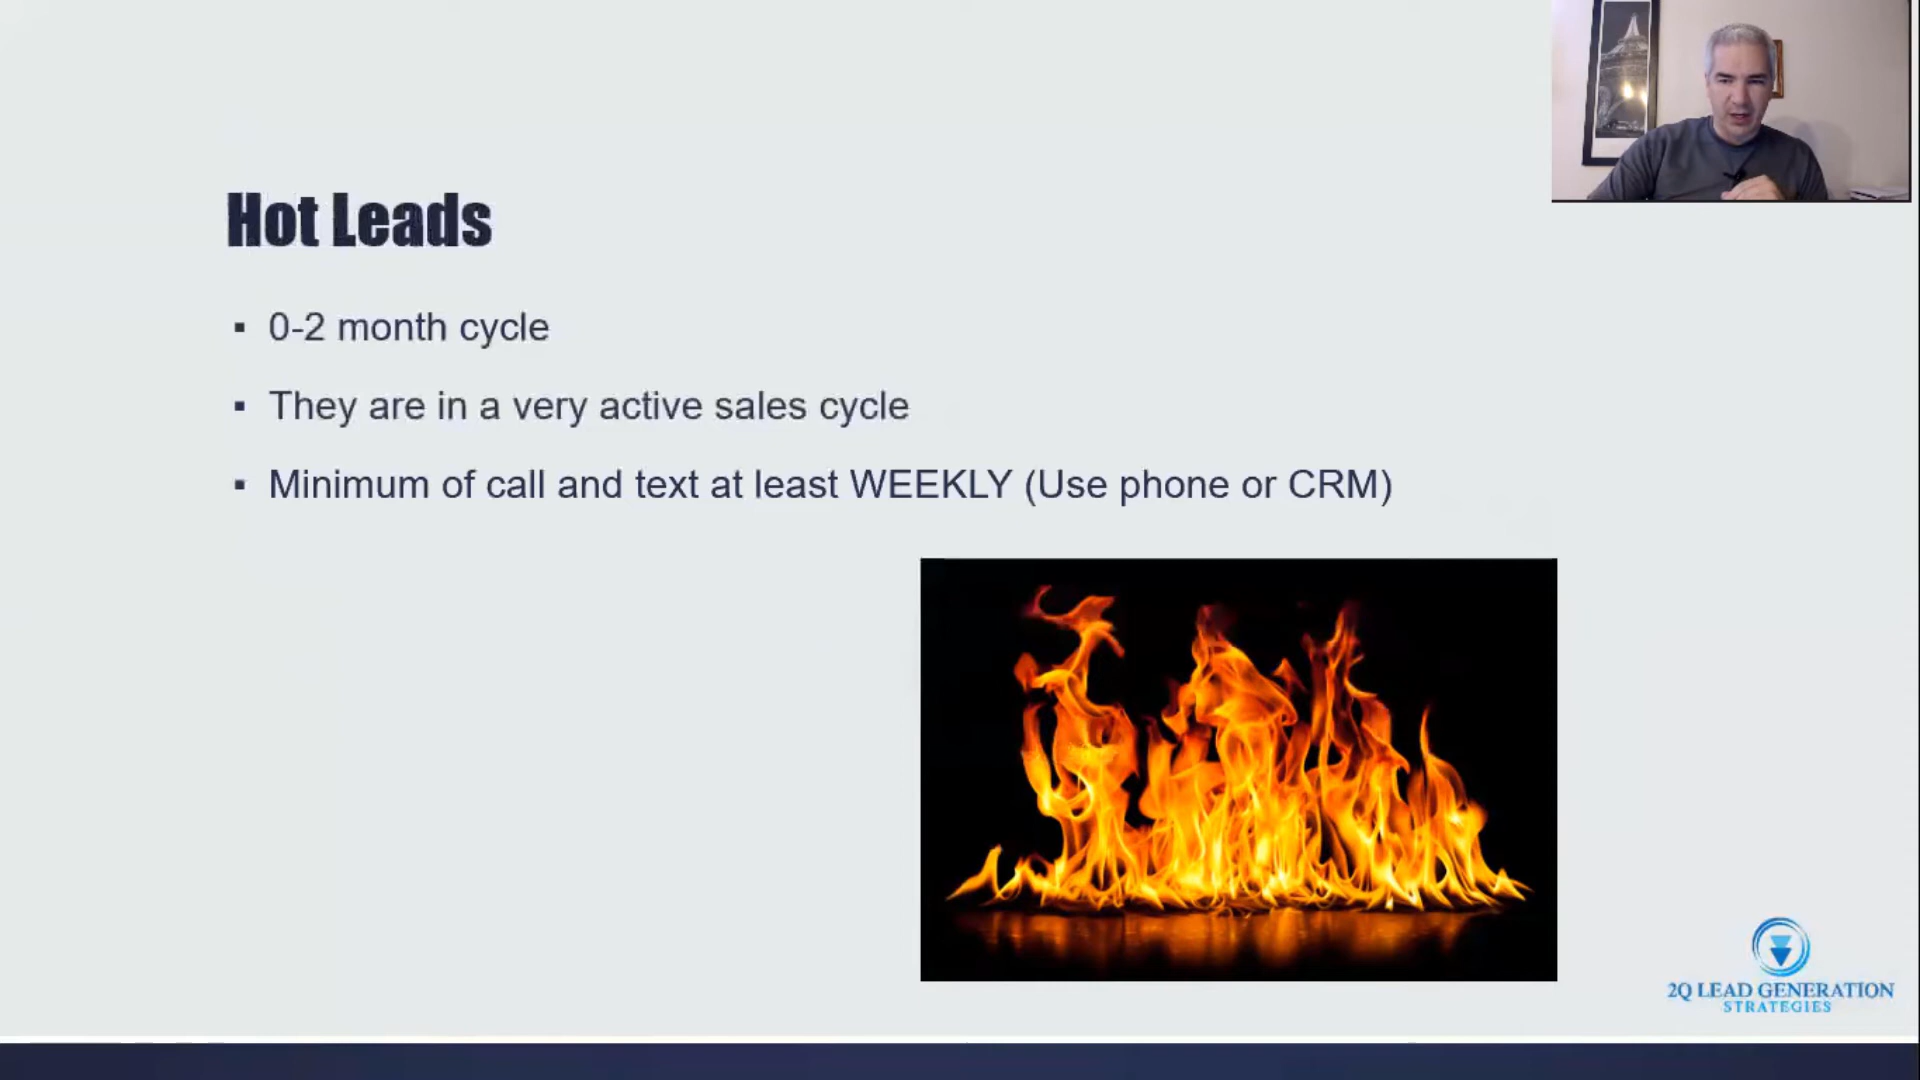 Hot Leads
▪ 0-2 month cycle
▪ They are in a very active sales cycle
▪ Minimum of call and text at least WEEKLY (Use phone or CRM)
2Q LEAD GENERATION
STRATEGIES